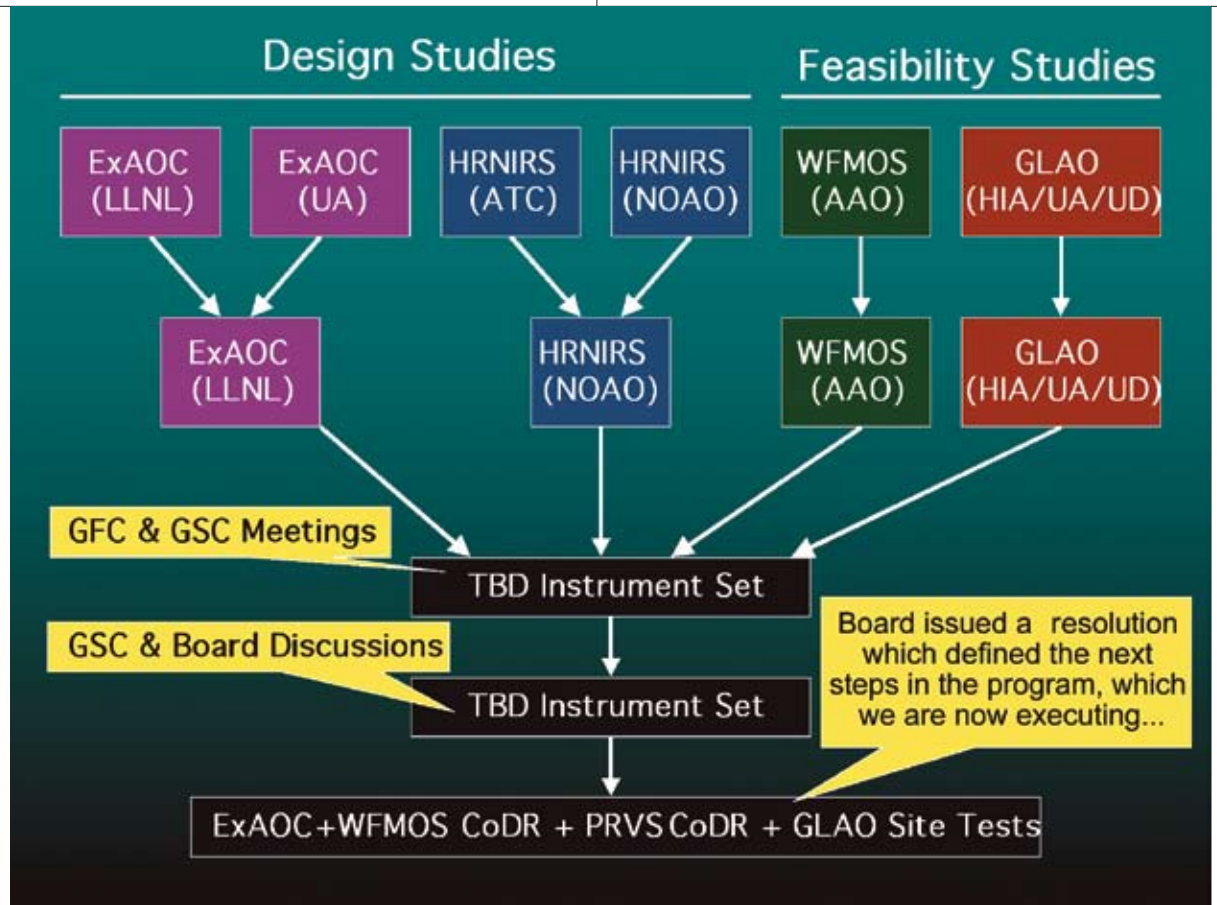 Design Studies
Feasibility Studies
ExAOC
(LLNL)
ExAOC
(UA)
HRNIRS
(ATC)
HRNIRS
(NOAO)
WFMOS
(AAO)
GLAO
(HIA/UA/UD)
ExAOC
(LLNL)
HRNIRS
(NOAO)
WFMOS
(AAO)
GLAO
(HIA/UA/UD)
GFC & GSC Meetings
TBD Instrument Set
GSC & Board Discussions
TBD Instrument Set
Board issued a resolution
which defined the next
steps in the program, which
we are now executing...
ExAOC+WFMOS CoDR + PRVS CoDR + GLAO Site Tests